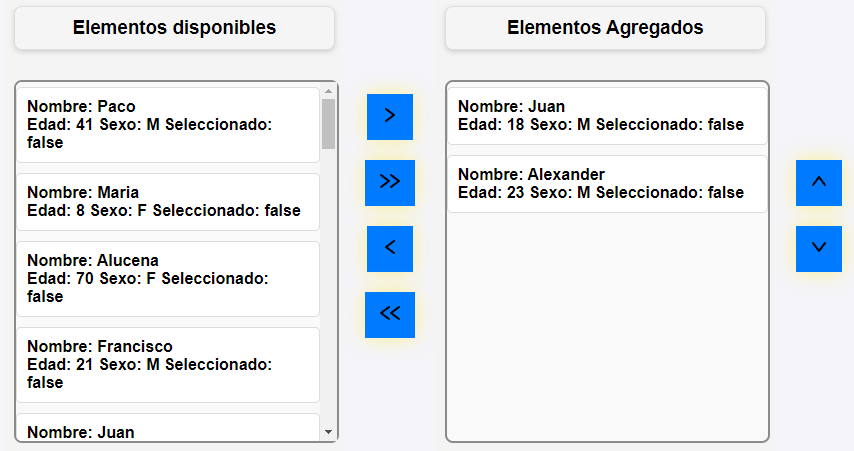 Elementos disponibles
Nombre: Paco
Edad: 41 Sexo: M Seleccionado:
false
Nombre: Maria
Edad: 8 Sexo: F Seleccionado: false
Nombre: Alucena
Edad: 70 Sexo: F Seleccionado:
false
Nombre: Francisco
Edad: 21 Sexo: M Seleccionado:
false
Nombre: Juan
>
>>
<
<<
Elementos Agregados
Nombre: Juan
Edad: 18 Sexo: M Seleccionado: false
Nombre: Alexander
Edad: 23 Sexo: M Seleccionado: false